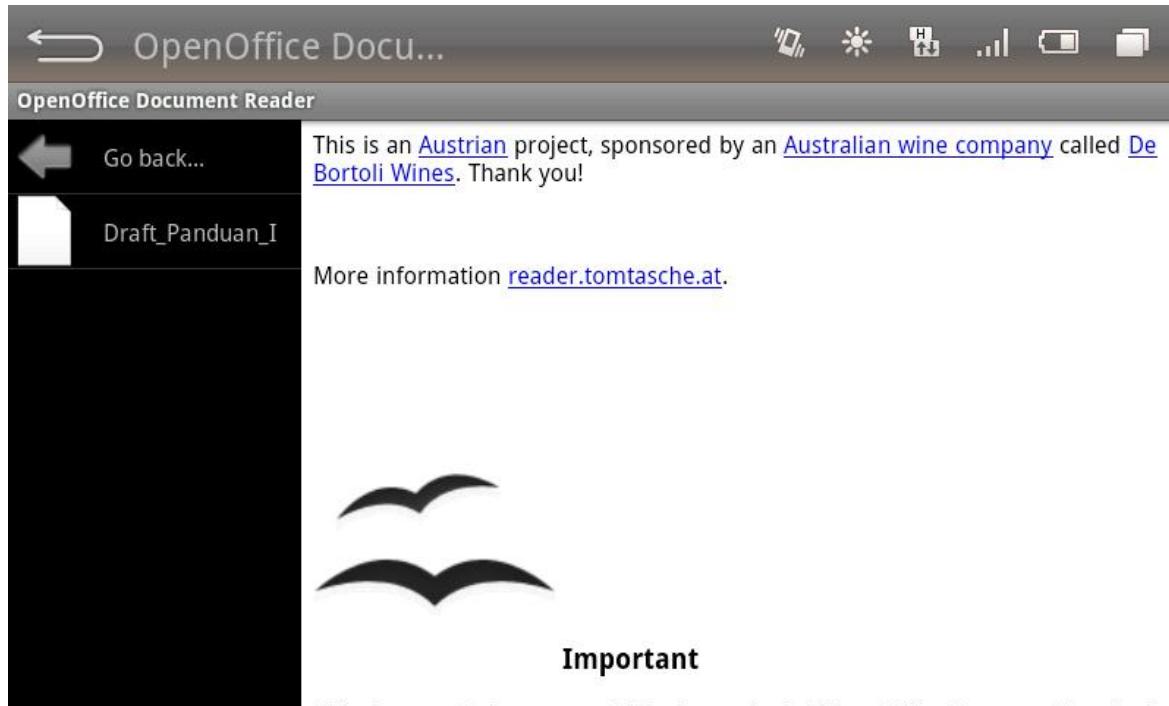 OpenOffice Docu...
H
OpenOffice Document Reader
Go back...
Draft_Panduan_I
This is an Austrian project, sponsored by an Australian wine company called De
Bortoli Wines. Thank you!
More information reader.tomtasche.at.
Important